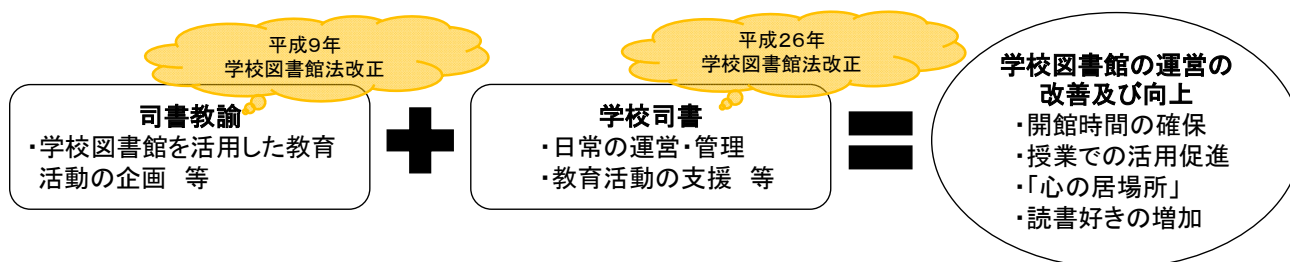 平成9年
学校図書館法改正
司書教諭
・学校図書館を活用した教育
活動の企画　等
平成26年
学校図書館法改正
学校司書
・日常の運営・管理
・教育活動の支援　等
学校図書館の運営の
改善及び向上
・開館時間の確保
・授業での活用促進
・「心の居場所」
・読書好きの増加